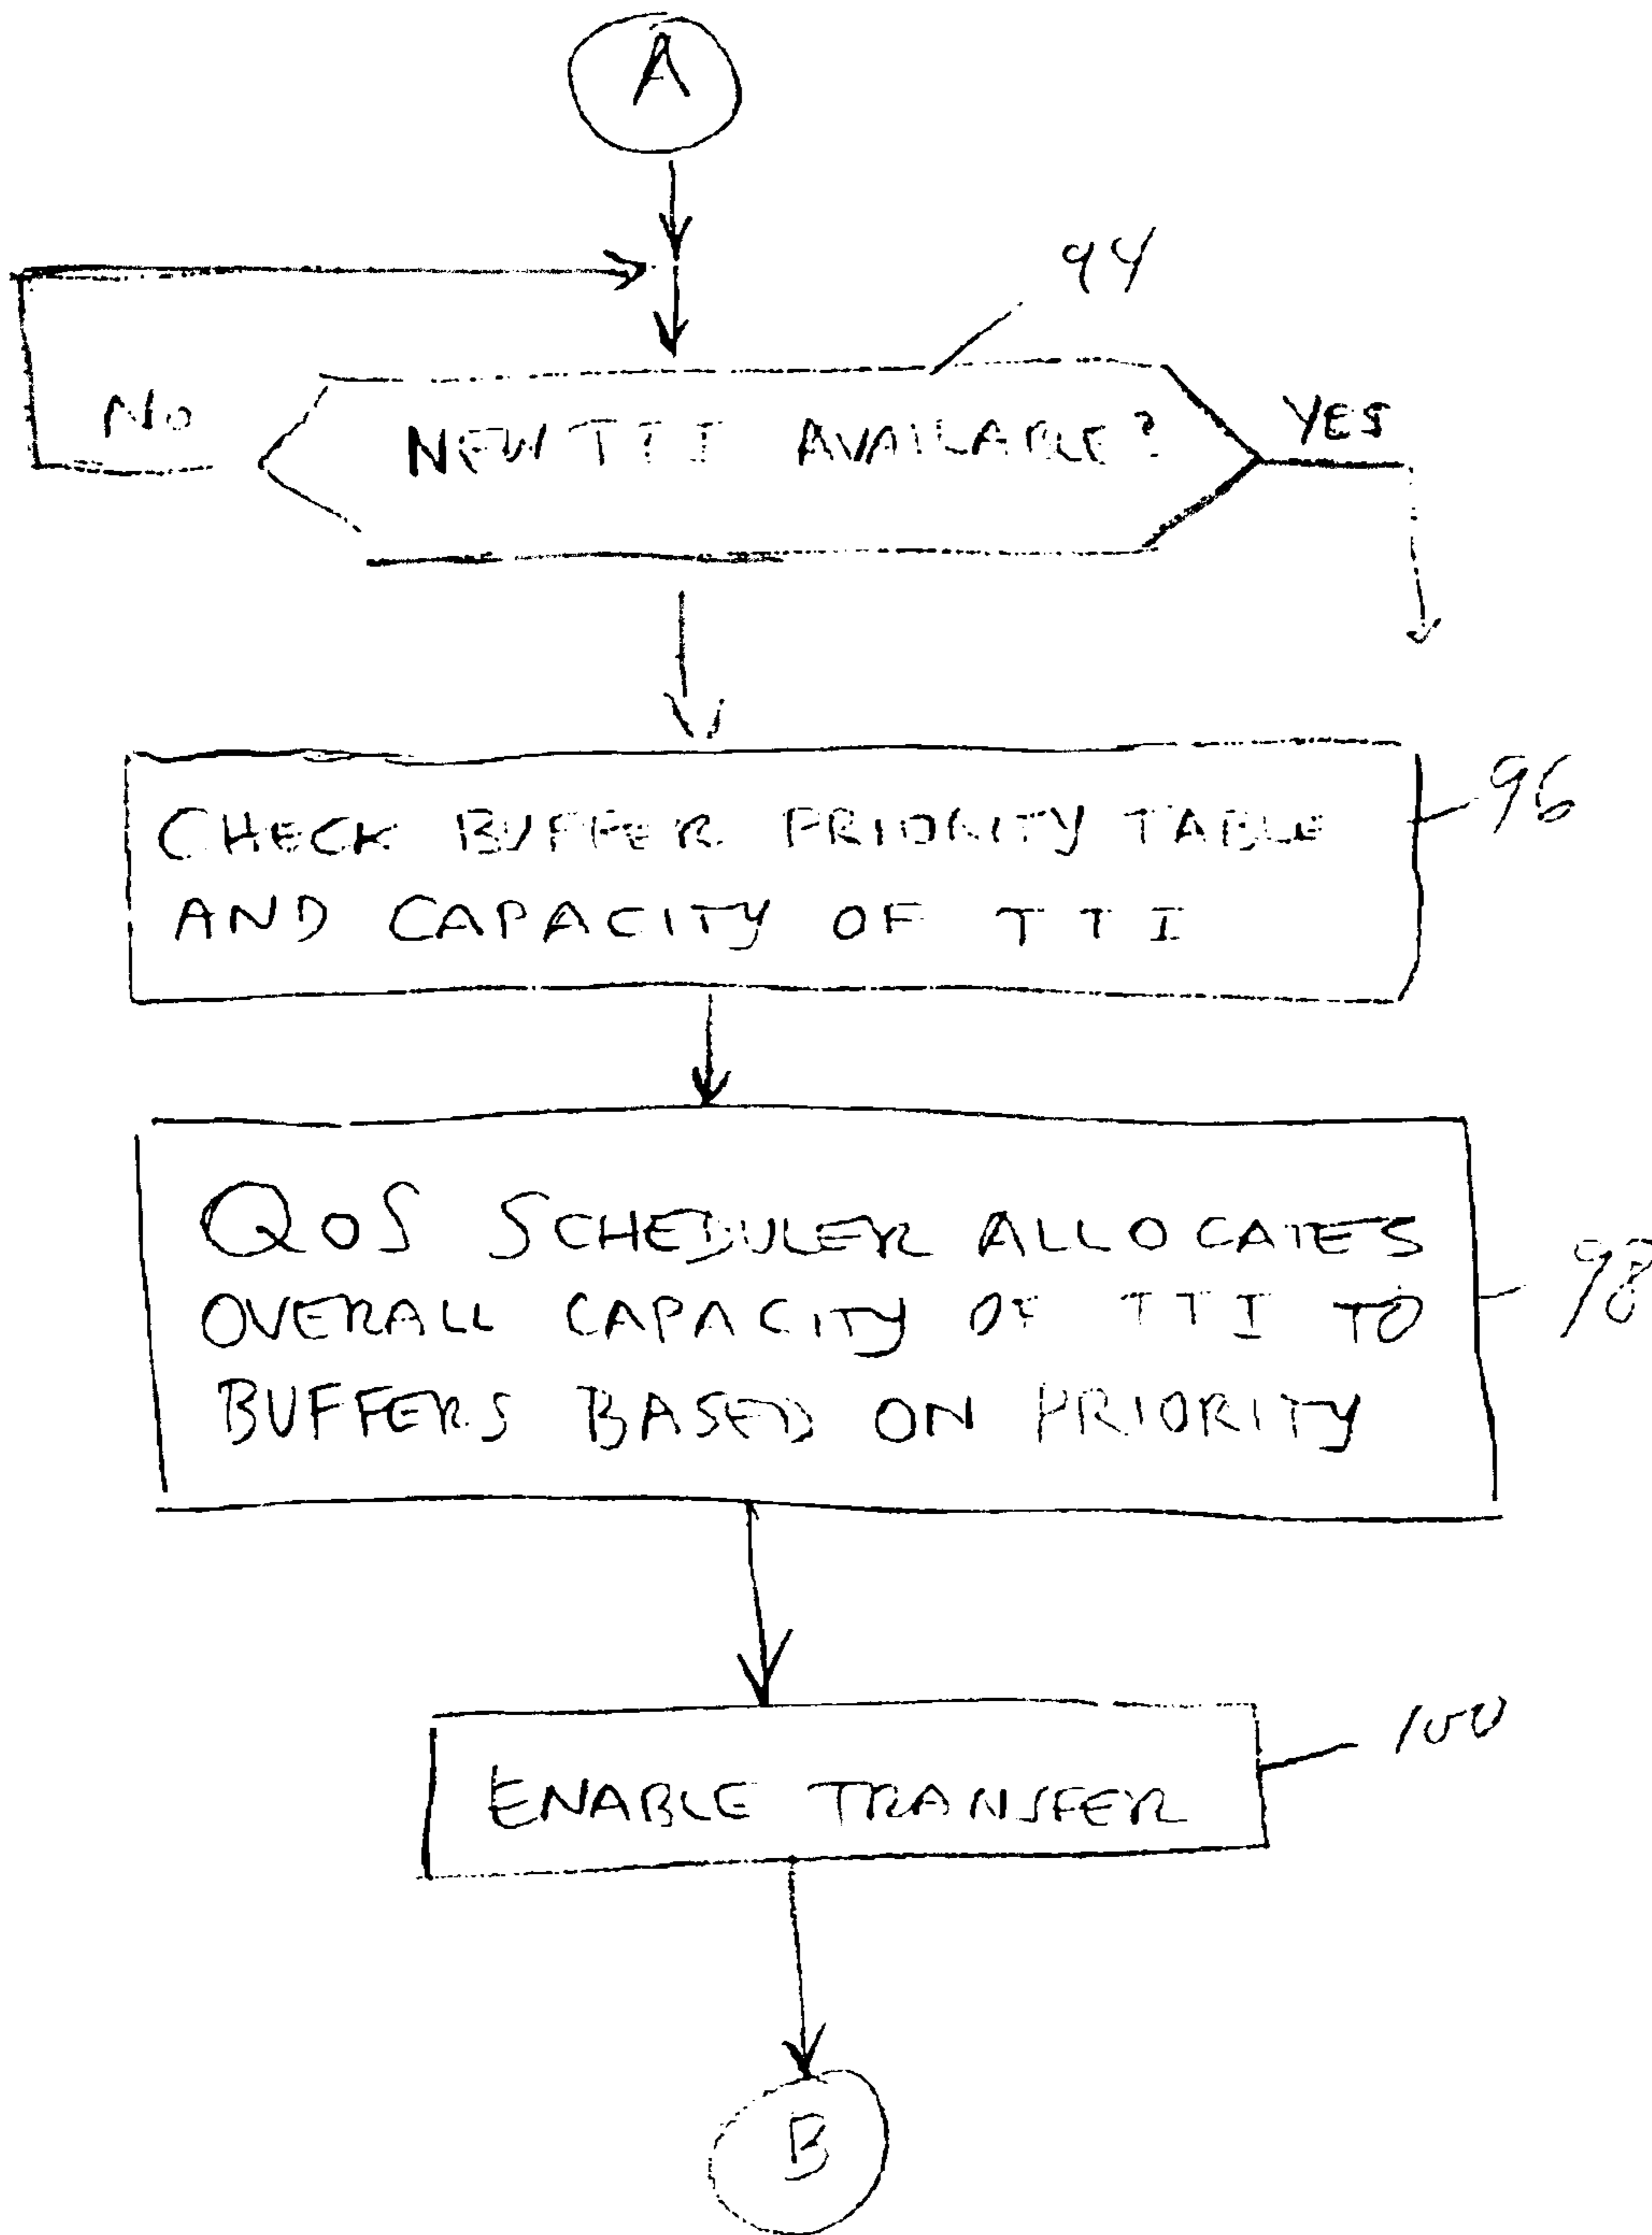 A
94
No
NEW TTI AVAILABLE?
YES
96
CHECK BUFFER PRIORITY TABLE
AND CAPACITY OF TTI
98
QoS SCHEDULER ALLOCATES
OVERALL CAPACITY OF TTI TO
BUFFERS BASED ON PRIORITY
100
ENABLE TRANSFER
B